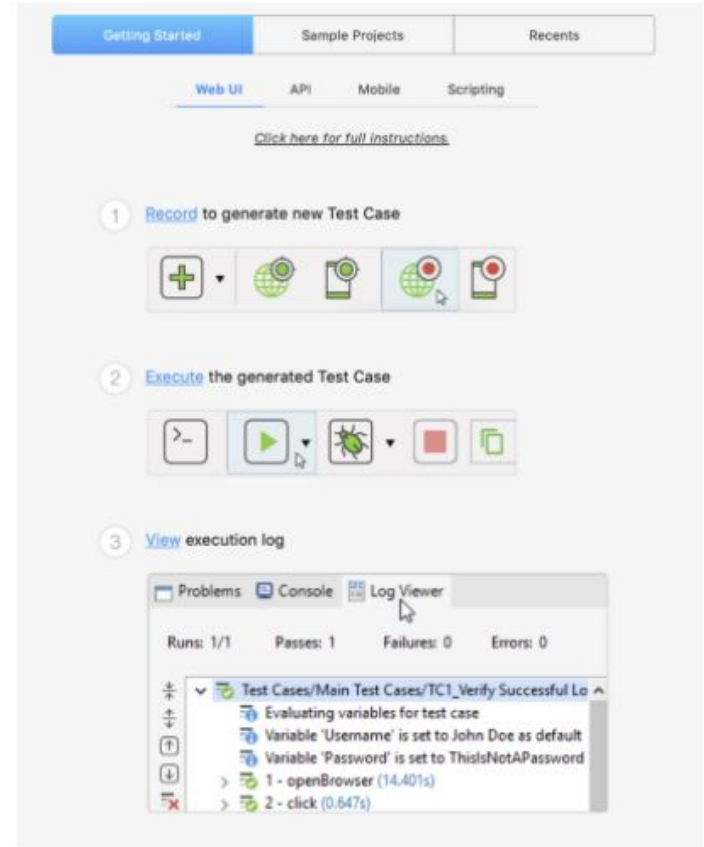 Getting Started Sample Projects Recents
Web UI API Mobile Scripting
Click here for full instructions.
1 Record to generate new Test Case
2 Execute the generated Test Case
>_
3 View execution log
Problems Console Log Viewer
Runs: 1/1 Passes: 1 Failures: 0 Errors: 0
Test Cases/Main Test Cases/TC1_Verify Successful Lo
Evaluating variables for test case
Variable 'Username' is set to John Doe as default
Variable 'Password' is set to ThisIsNotAPassword
1 - openBrowser (14.401s)
2 - click (0.647s)